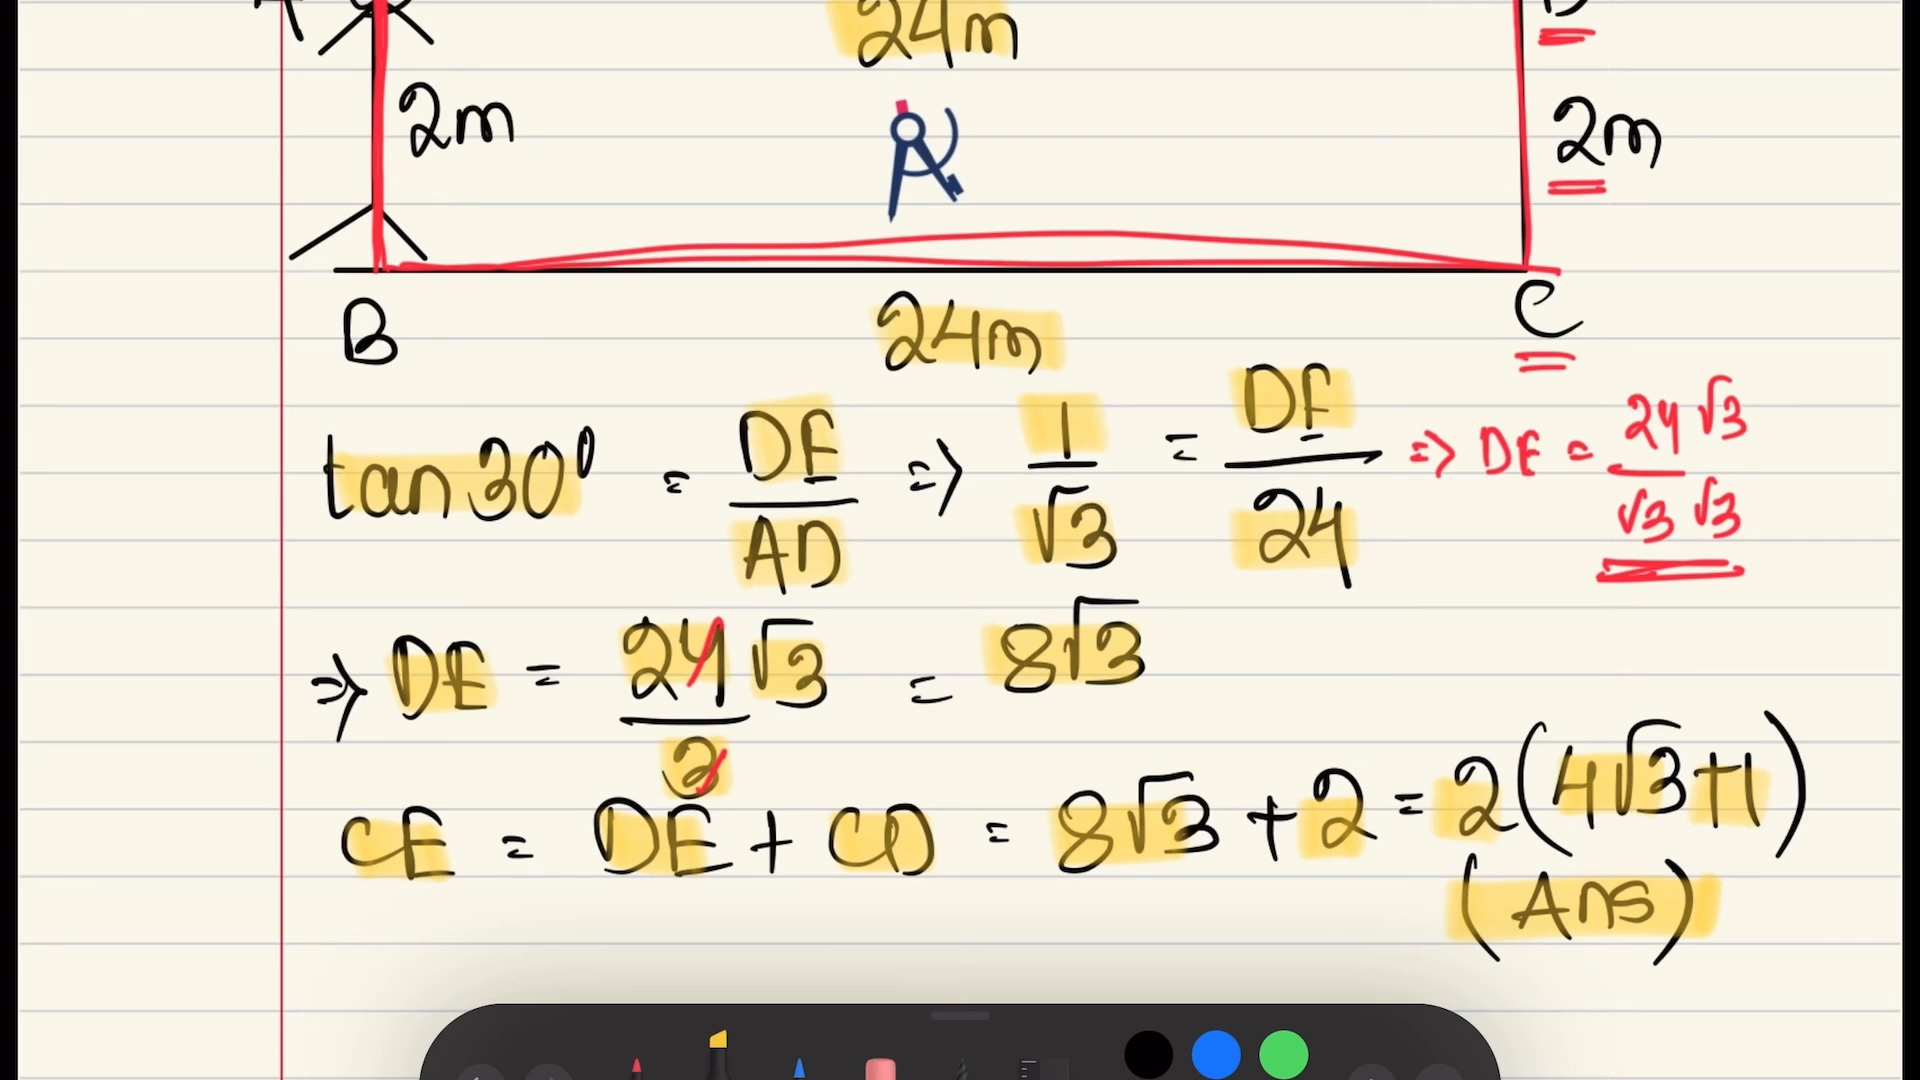 24m
2m
2m
B
24m
C
tan 30° = DE/AD => 1/√3 = DE/24 => DE = 24√3/√3 √3
=> DE = 24√3/3 = 8√3
CE = DE + CD = 8√3 + 2 = 2(4√3+1)
(Ans)